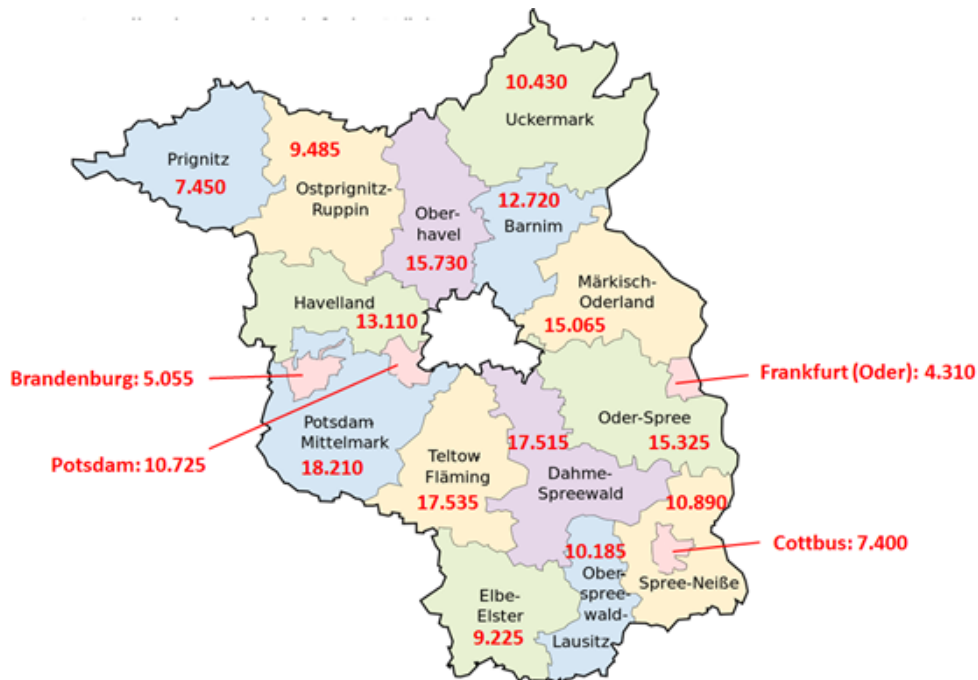 10.430
Uckermark
Prignitz
7.450
9.485
Ostprignitz-
Ruppin
Ober-
havel
15.730
12.720
Barnim
Märkisch-
Oderland
15.065
Havelland
13.110
Brandenburg: 5.055
Frankfurt (Oder): 4.310
Potsdam-
Mittelmark
18.210
Potsdam: 10.725
Teltow
Fläming
17.535
17.515
Dahme-
Spreewald
Oder-Spree
15.325
10.890
Spree-Neiße
Cottbus: 7.400
10.185
Ober
spree-
wald-
Lausitz
Elbe-
Elster
9.225